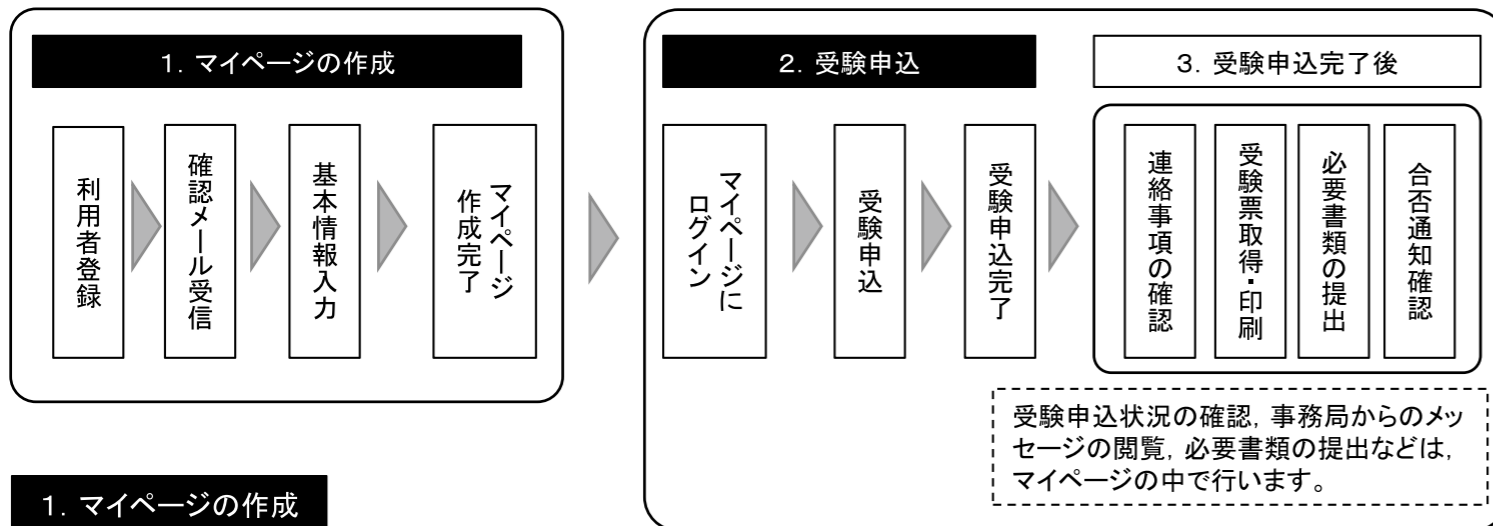 1．マイページの作成
利用者登録
確認メール受信
基本情報入力
マイページ
作成完了
2．受験申込
マイページに
ログイン
受験申込
受験申込完了
3．受験申込完了後
連絡事項の確認
受験票取得・印刷
必要書類の提出
合否通知確認
受験申込状況の確認，事務局からのメッ
セージの閲覧，必要書類の提出などは，
マイページの中で行います。
1．マイページの作成